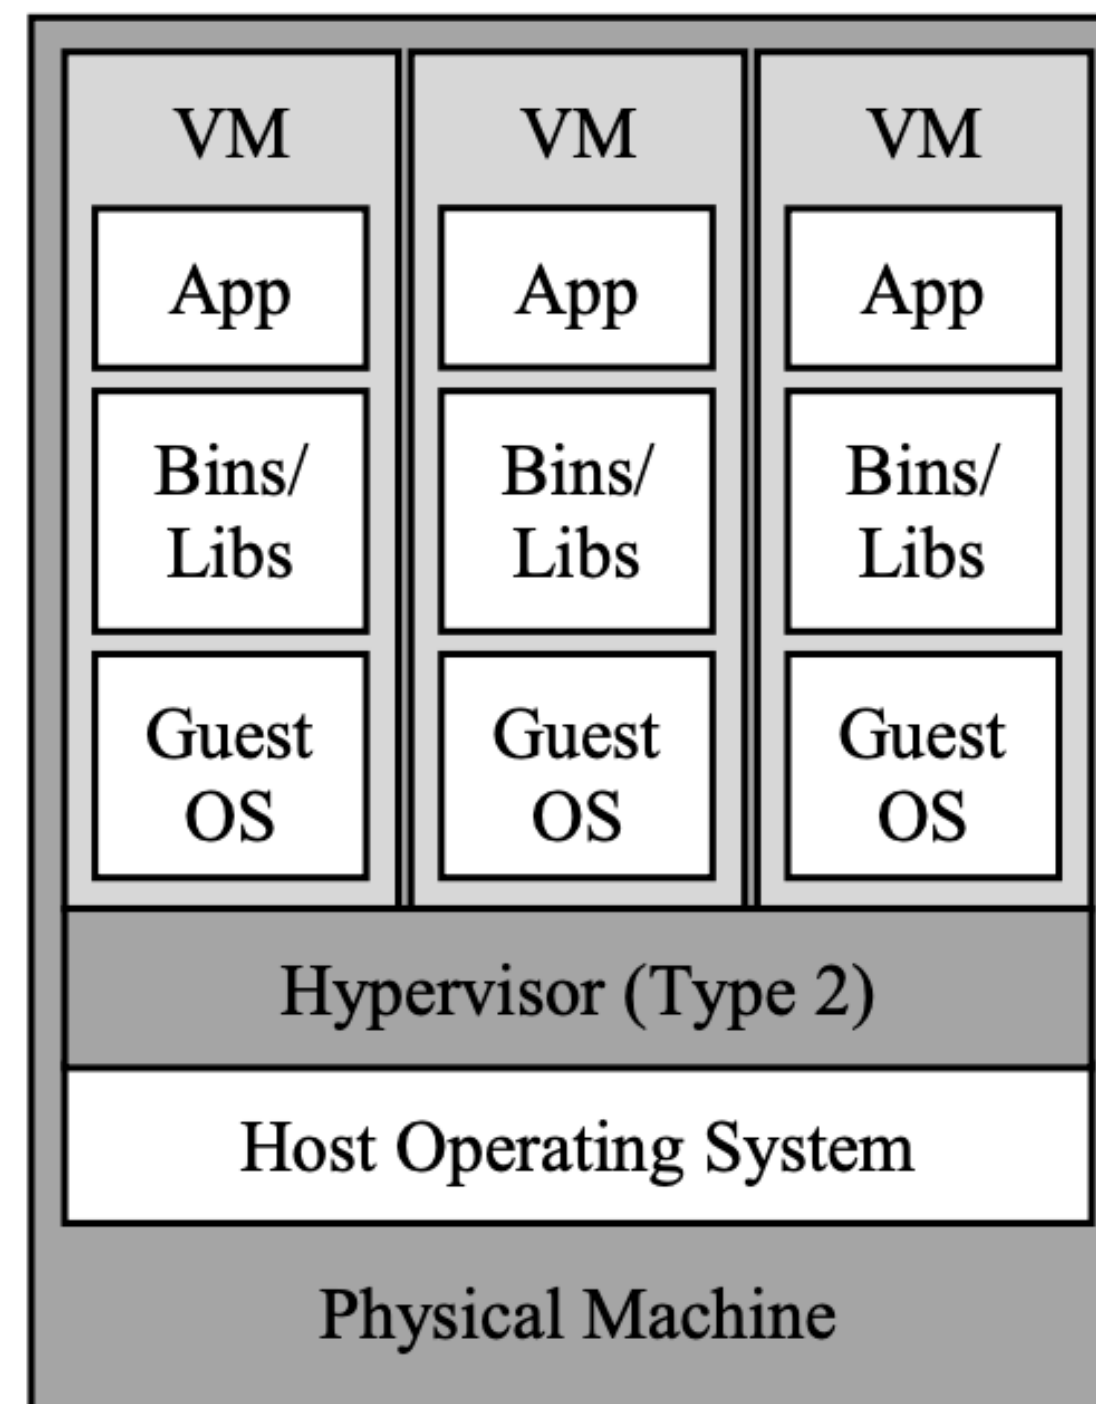 VM
App
Bins/
Libs
Guest
OS
VM
App
Bins/
Libs
Guest
OS
VM
App
Bins/
Libs
Guest
OS
Hypervisor (Type 2)
Host Operating System
Physical Machine